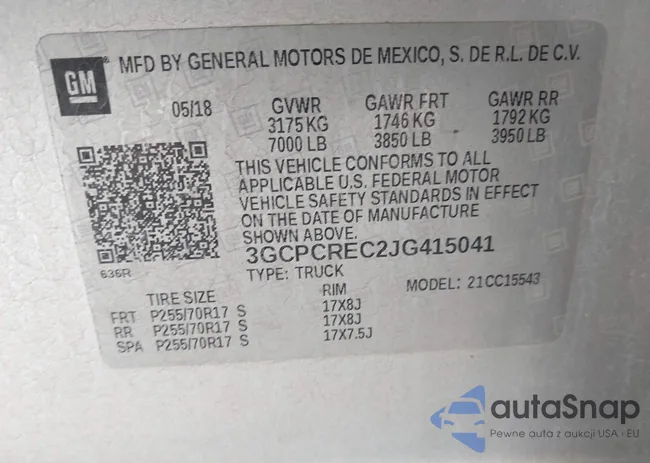 GM
MFD BY GENERAL MOTORS DE MEXICO, S. DE R.L. DE C.V.
05/18 GVWR GAWR FRT GAWR RR
3175 KG 1746 KG 1792 KG
7000 LB 3850 LB 3950 LB
THIS VEHICLE CONFORMS TO ALL
APPLICABLE U.S. FEDERAL MOTOR
VEHICLE SAFETY STANDARDS IN EFFECT
ON THE DATE OF MANUFACTURE
SHOWN ABOVE.
3GCPCREC2JG415041
636R TYPE: TRUCK MODEL: 21CC15543
TIRE SIZE RIM
FRT P255/70R17 S 17X8J
RR P255/70R17 S 17X8J
SPA P255/70R17 S 17X7.5J
autaSnap
Pewne auta z aukcji USA i EU